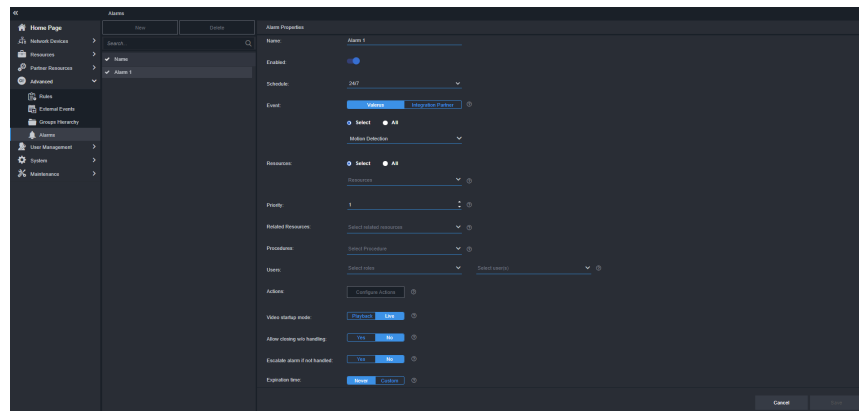 «
Alarms
Home Page
New
Delete
Alarm Properties
Network Devices
Search...
Name:
Alarm 1
Resources
Name
Enabled:
Partner Resources
Alarm 1
Advanced
Schedule:
24/7
Rules
External Events
Event:
Valerus
Integration Partner
Groups Hierarchy
Select
All
Alarms
Motion Detection
User Management
System
Resources:
Select
All
Maintenance
Resources
Priority:
1
Related Resources:
Select related resources
Procedures:
Select Procedure
Users:
Select roles
Select user(s)
Actions:
Configure Actions
Video startup mode:
Playback
Live
Allow closing w/o handling:
Yes
No
Escalate alarm if not handled:
Yes
No
Expiration time:
Never
Custom
Cancel
Save